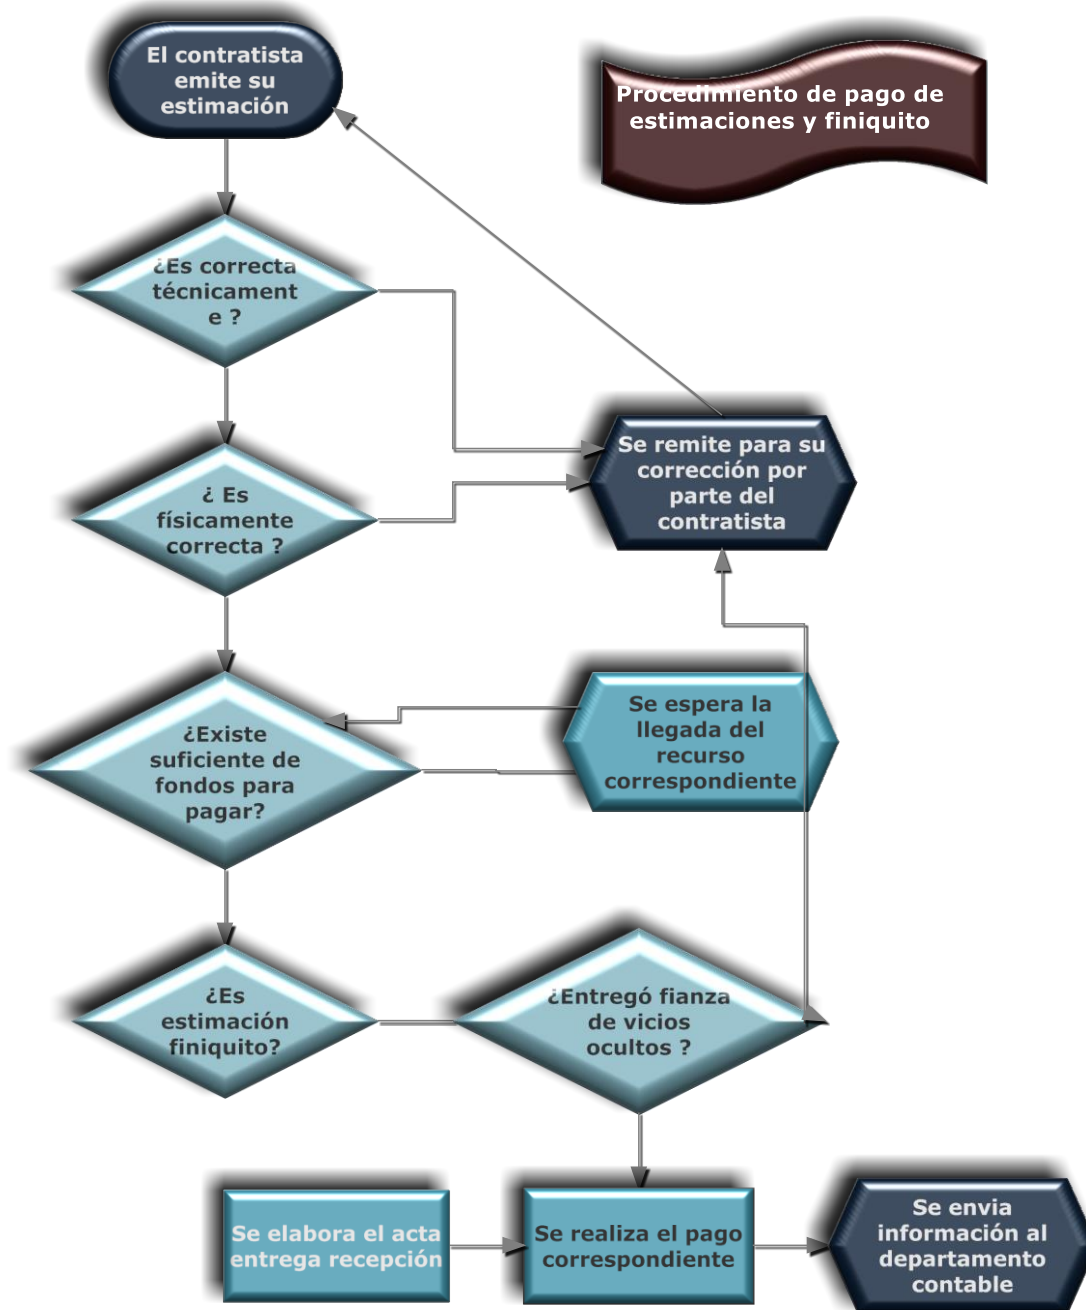 El contratista
emite su
estimación
Procedimiento de pago de
estimaciones y finiquito
¿Es correcta
técnicament
e ?
Se remite para su
corrección por
parte del
contratista
¿ Es
físicamente
correcta ?
¿Existe
suficiente de
fondos para
pagar?
Se espera la
llegada del
recurso
correspondiente
¿Es
estimación
finiquito?
¿Entregó fianza
de vicios
ocultos ?
Se elabora el acta
entrega recepción
Se realiza el pago
correspondiente
Se envia
información al
departamento
contable